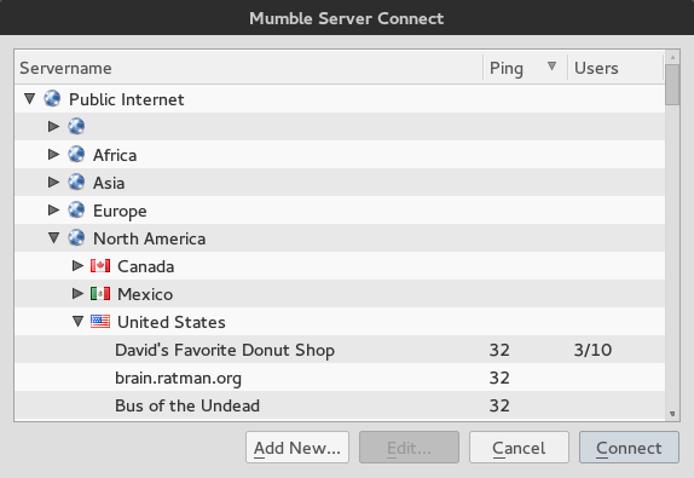 Mumble Server Connect
Servername Ping Users
Public Internet
Africa
Asia
Europe
North America
Canada
Mexico
United States
David's Favorite Donut Shop 32 3/10
brain.ratman.org 32
Bus of the Undead 32
Add New... Edit... Cancel Connect